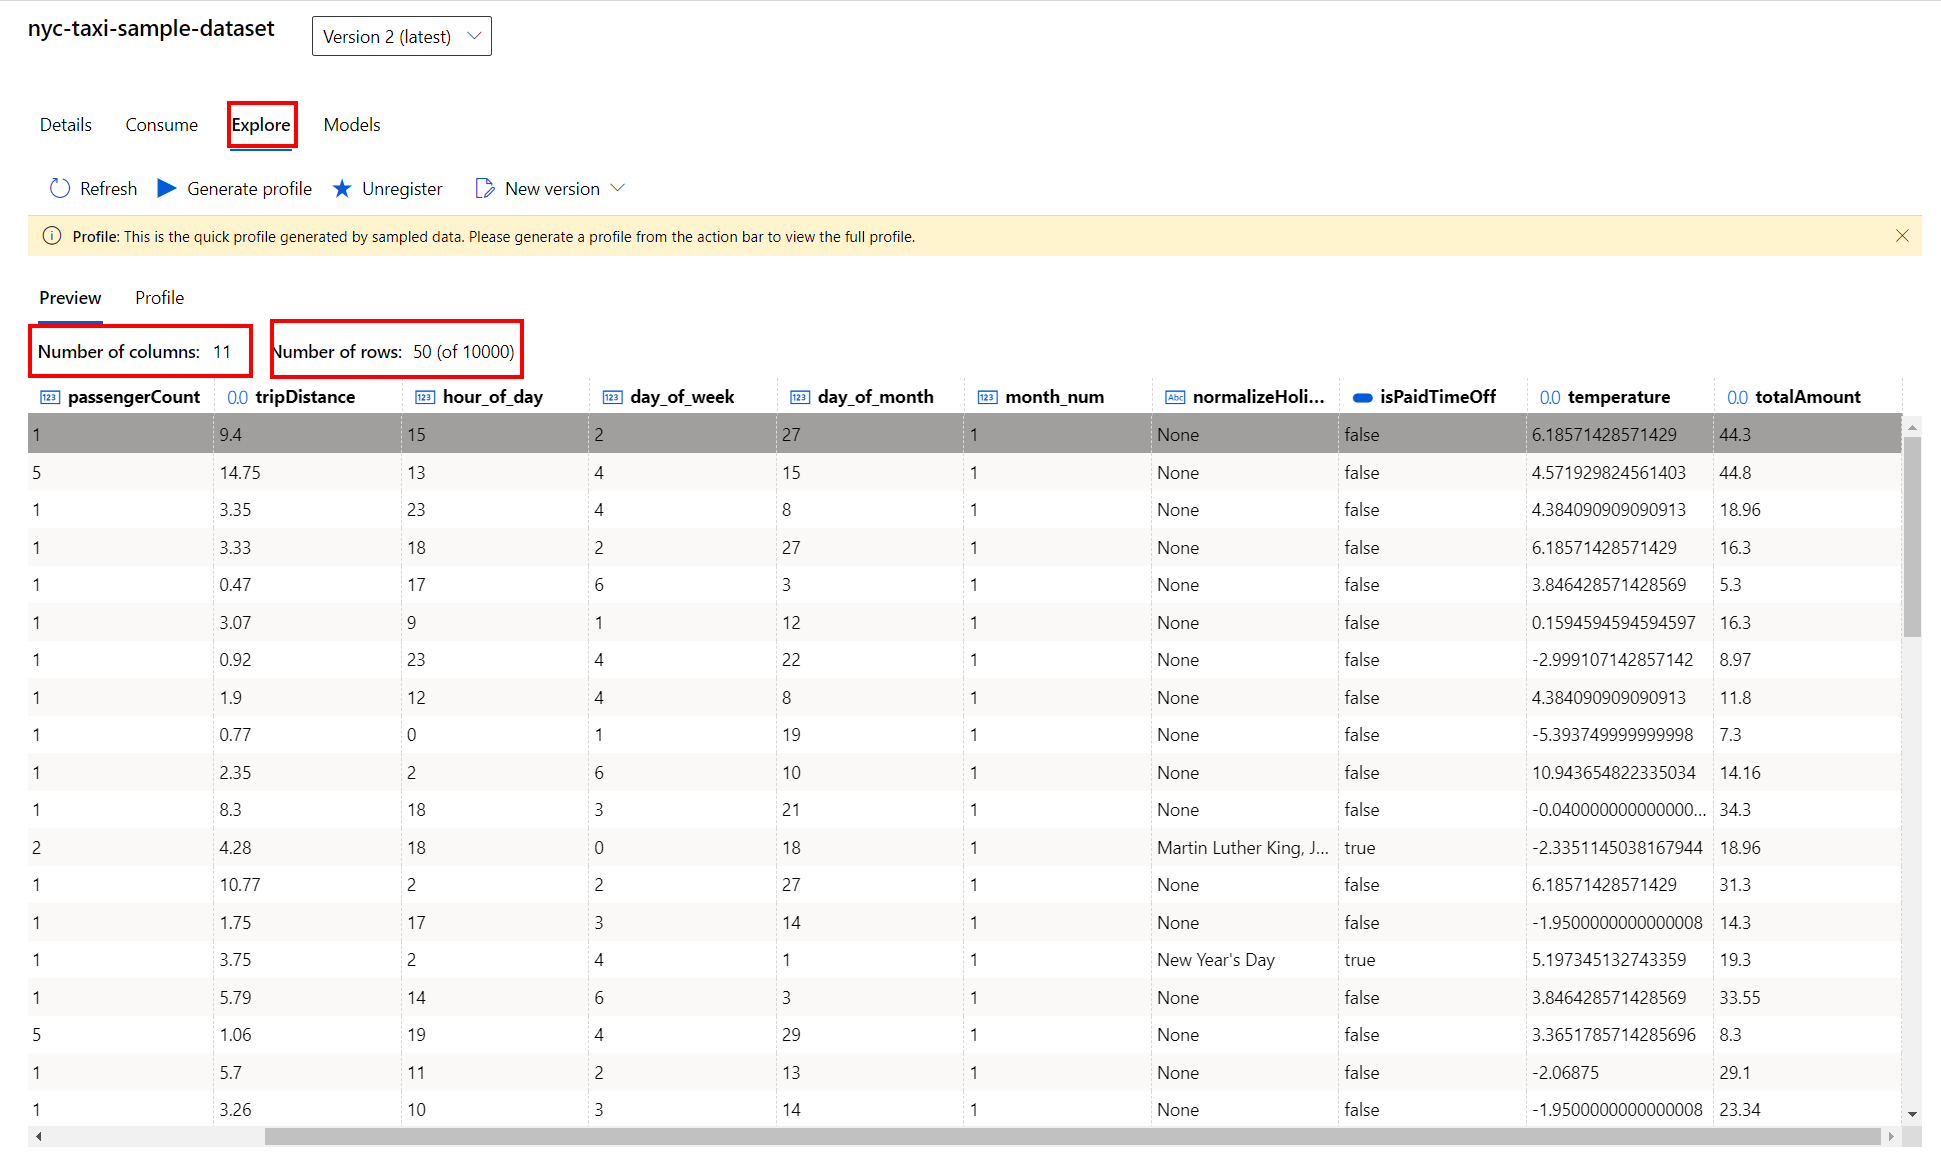 nyc-taxi-sample-dataset Version 2 (latest)
Details Consume Explore Models
Refresh Generate profile Unregister New version
Profile: This is the quick profile generated by sampled data. Please generate a profile from the action bar to view the full profile.
Preview Profile
Number of columns: 11 Number of rows: 50 (of 10000)
123 passengerCount 0.0 tripDistance 123 hour_of_day 123 day_of_week 123 day_of_month 123 month_num Abc normalizeHoli... isPaidTimeOff 0.0 temperature 0.0 totalAmount
1 9.4 15 2 27 1 None false 6.18571428571429 44.3
5 14.75 13 4 15 1 None false 4.571929824561403 44.8
1 3.35 23 4 8 1 None false 4.384090909090913 18.96
1 3.33 18 2 27 1 None false 6.18571428571429 16.3
1 0.47 17 6 3 1 None false 3.846428571428569 5.3
1 3.07 9 1 12 1 None false 0.1594594594594597 16.3
1 0.92 23 4 22 1 None false -2.999107142857142 8.97
1 1.9 12 4 8 1 None false 4.384090909090913 11.8
1 0.77 0 1 19 1 None false -5.393749999999998 7.3
1 2.35 2 6 10 1 None false 10.943654822335034 14.16
1 8.3 18 3 21 1 None false -0.040000000000000... 34.3
2 4.28 18 0 18 1 Martin Luther King, J... true -2.3351145038167944 18.96
1 10.77 2 2 27 1 None false 6.18571428571429 31.3
1 1.75 17 3 14 1 None false -1.9500000000000008 14.3
1 3.75 2 4 1 1 New Year's Day true 5.197345132743359 19.3
1 5.79 14 6 3 1 None false 3.846428571428569 33.55
5 1.06 19 4 29 1 None false 3.3651785714285696 8.3
1 5.7 11 2 13 1 None false -2.06875 29.1
1 3.26 10 3 14 1 None false -1.9500000000000008 23.34